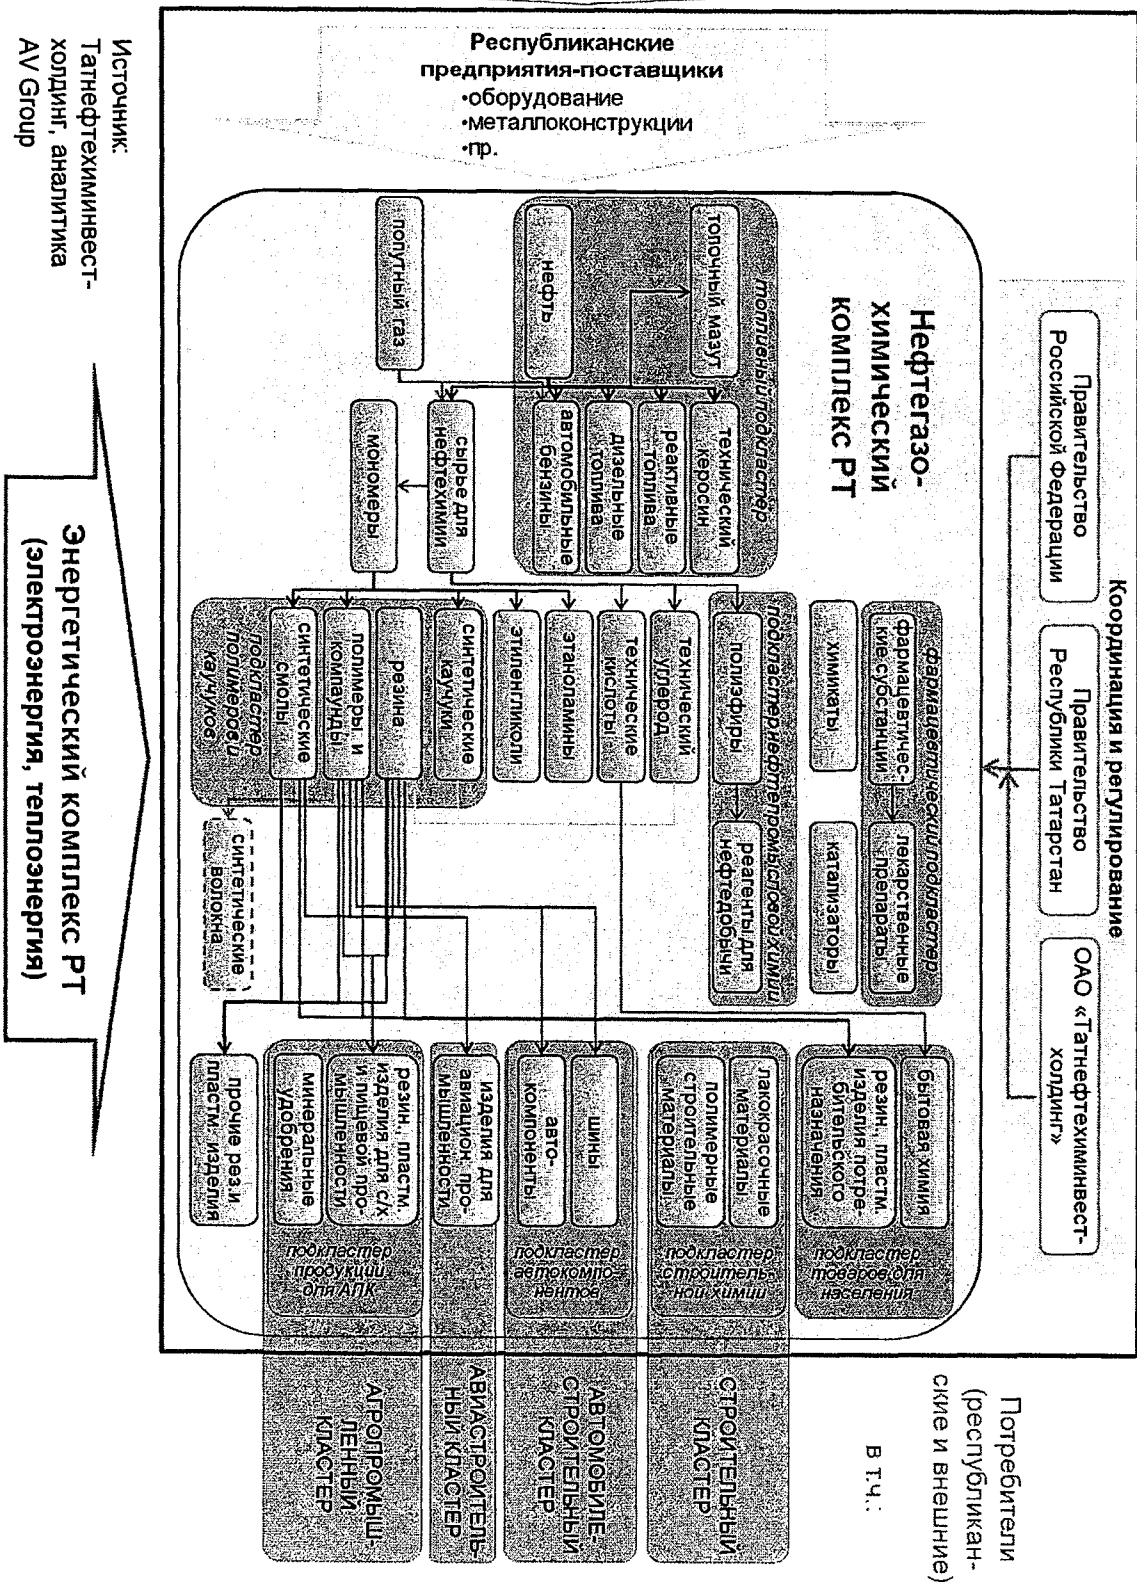 Координация и регулирование
Правительство
Российской Федерации
Правительство
Республики Татарстан
ОАО «Татнефтехиминвест-
холдинг»
Республиканские
предприятия-поставщики
•оборудование
•металлоконструкции
•пр.
Нефтегазо-
химический
комплекс РТ
топливный подкластер
топочный мазут
нефть
попутный газ
технический
керосин
реактивные
топлива
дизельные
топлива
автомобильные
бензины
сырье для
нефтехимии
мономеры
фармацевтический подкластер
фармацевтичес-
кие субстанции
лекарственные
препараты
химикаты
катализаторы
подкластер нефтепромысловой химии
полиэфиры
реагенты для
нефтедобычи
технический
углерод
технические
кислоты
этаноламины
этиленгликоли
синтетические
каучуки
резина
полимеры и
компаунды
синтетические
смолы
подкластер
полимеров и
каучуков
синтетические
волокна
бытовая химия
резин., пластм.
изделия потре-
бительского
назначения
подкластер
товаров для
населения
лакокрасочные
материалы
полимерные
строительные
материалы
подкластер
строитель-
ной химии
шины
авто-
компоненты
подкластер
автокомпо-
нентов
изделия для
авиацион. про-
мышленности
резин., пластм.
изделия для с/х
и пищевой про-
мышленности
минеральные
удобрения
подкластер
продукции
для АПК
прочие рез.и
пластм. изделия
Потребители
(республикан-
ские и внешние)
в т.ч.:
СТРОИТЕЛЬНЫЙ
КЛАСТЕР
АВТОМОБИЛЕ-
СТРОИТЕЛЬНЫЙ
КЛАСТЕР
АВИАСТРОИТЕЛЬ-
НЫЙ КЛАСТЕР
АГРОПРОМЫШ-
ЛЕННЫЙ
КЛАСТЕР
Энергетический комплекс РТ
(электроэнергия, теплоэнергия)
Источник:
Татнефтехиминвест-
холдинг, аналитика
AV Group